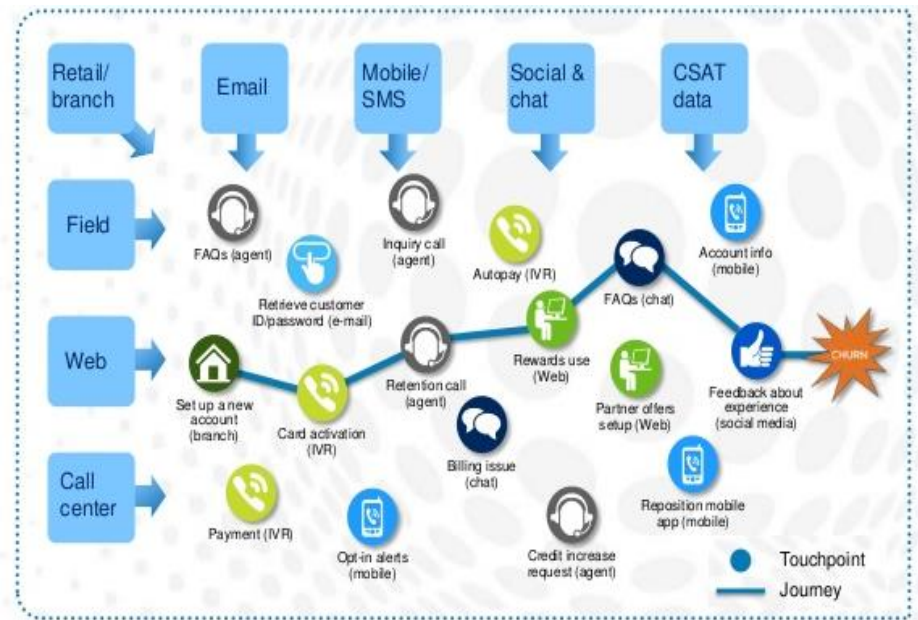 Retail/
branch
Email
Mobile/
SMS
Social &
chat
CSAT
data
Field
FAQs (agent)
Retrieve customer
ID/password (e-mail)
Inquiry call
(agent)
Autopay (IVR)
FAQs (chat)
Account info
(mobile)
Web
Set up a new
account
(branch)
Card activation
(IVR)
Retention call
(agent)
Rewards use
(Web)
Partner offers
setup (Web)
Feedback about
experience
(social media)
CHURN
Call
center
Payment (IVR)
Opt-in alerts
(mobile)
Billing issue
(chat)
Credit increase
request (agent)
Reposition mobile
app (mobile)
Touchpoint
Journey